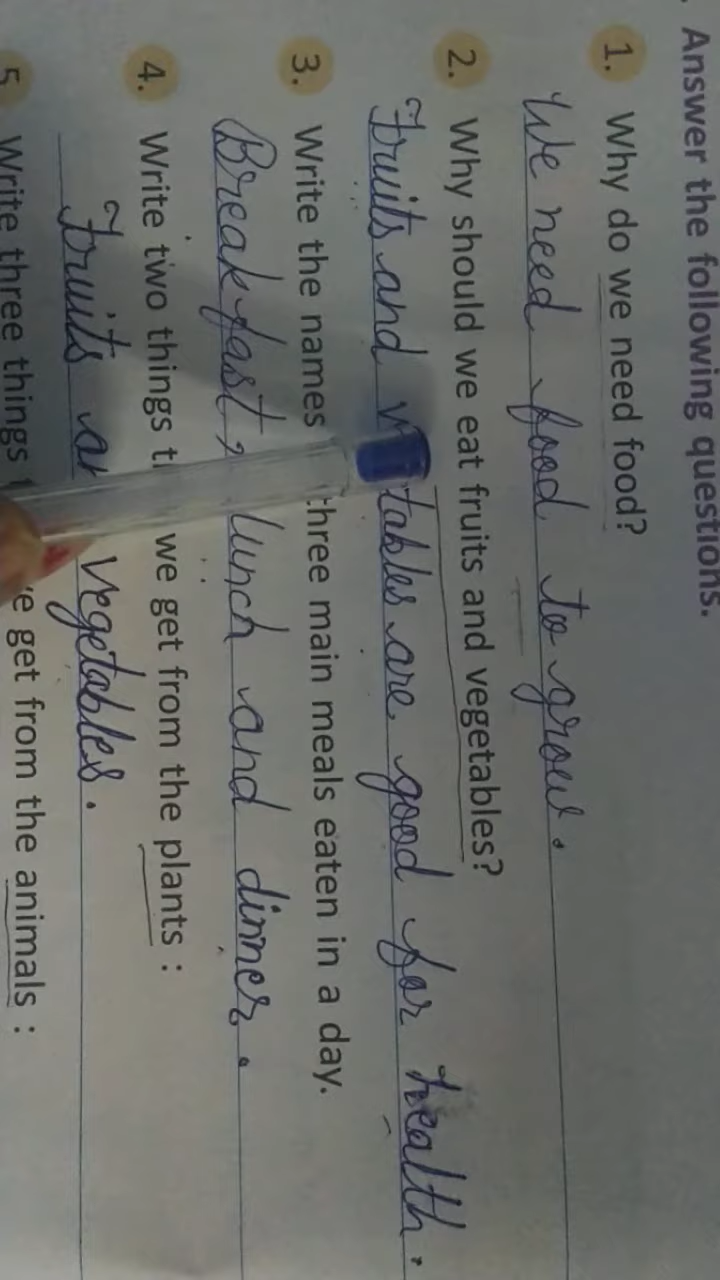 Answer the following questions.
1. Why do we need food?
We need food to grow.
2. Why should we eat fruits and vegetables?
Fruits and tables are good for health.
3. Write the names three main meals eaten in a day.
Breakfast, lunch and dinner.
4. Write two things we get from the plants :
Fruits vegetables.
5. Write three things get from the animals :